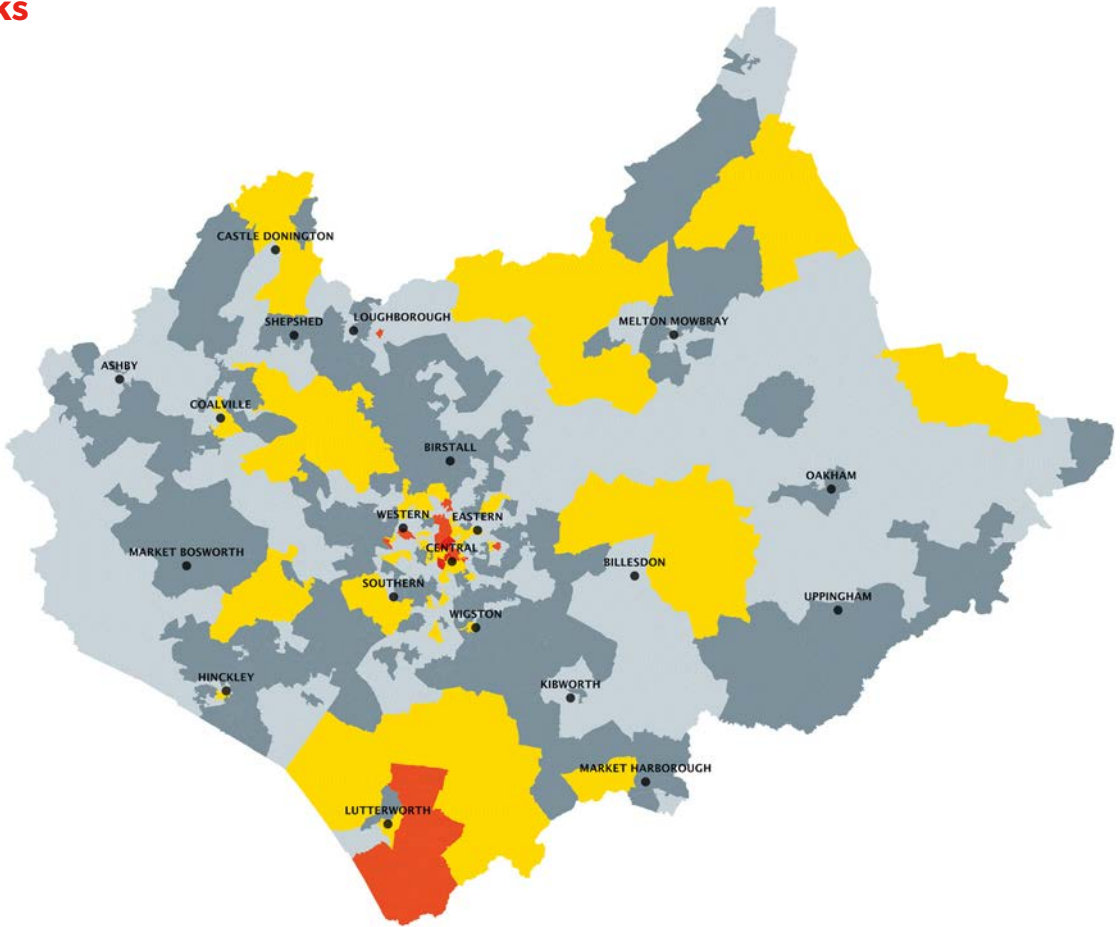 ks
CASTLE DONINGTON
SHEPSHED
LOUGHBOROUGH
MELTON MOWBRAY
ASHBY
COALVILLE
BIRSTALL
OAKHAM
WESTERN
EASTERN
CENTRAL
MARKET BOSWORTH
BILLESDON
SOUTHERN
UPPINGHAM
WIGSTON
HINCKLEY
KIBWORTH
MARKET HARBOROUGH
LUTTERWORTH